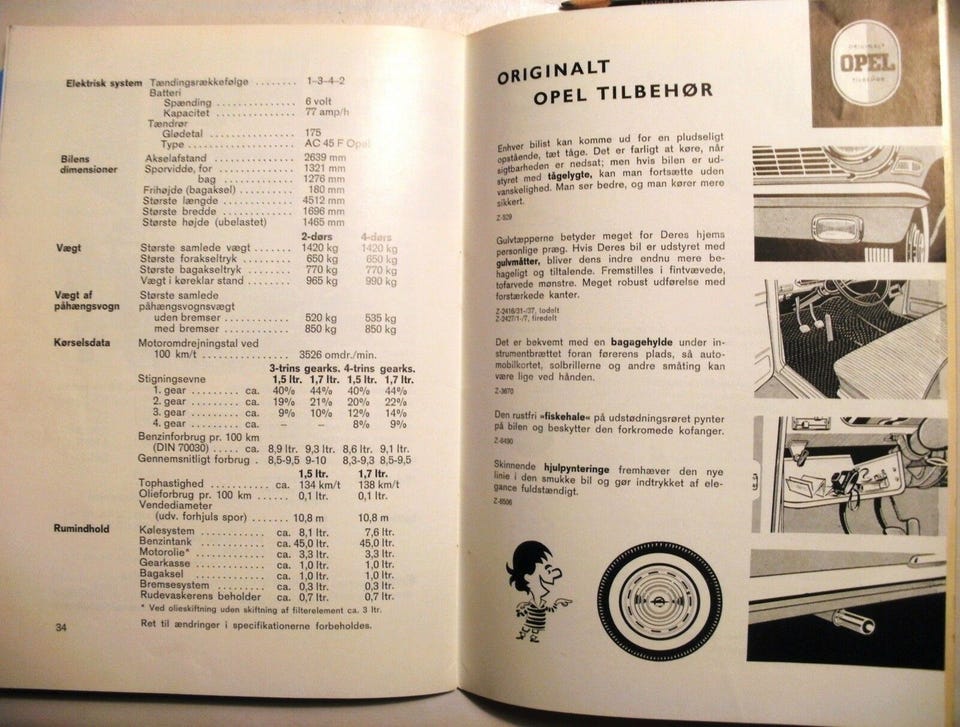 Elektrisk system Tændingsrækkefølge ........ 1–3–4–2
Batteri
Spænding ............... 6 volt
Kapacitet ............... 77 amp/h
Tændrør
Glødetal ................ 175
Type ................... AC 45 F Opel
Bilens dimensioner Akselafstand ............. 2639 mm
Sporvidde, for ............ 1321 mm
bag ............ 1276 mm
Frihøjde (bagaksel) ........ 180 mm
Største længde ........... 4512 mm
Største bredde ........... 1696 mm
Største højde (ubelastet) 1465 mm
2-dørs 4-dørs
Vægt Største samlede vægt ....... 1420 kg 1420 kg
Største forakseltryk ........ 650 kg 650 kg
Største bagakseltryk ....... 770 kg 770 kg
Vægt i køreklar stand ...... 965 kg 990 kg
Vægt af påhængsvogn Største samlede
påhængsvognsvægt
uden bremser ............ 520 kg 535 kg
med bremser ............ 850 kg 850 kg
Kørselsdata Motoromdrejningstal ved
100 km/t ................ 3526 omdr./min.
3-trins gearks. 4-trins gearks.
Stigningsevne 1,5 ltr. 1,7 ltr. 1,5 ltr. 1,7 ltr.
1. gear ......... ca. 40% 44% 40% 44%
2. gear ......... ca. 19% 21% 20% 22%
3. gear ......... ca. 9% 10% 12% 14%
4. gear ......... ca. – – 8% 9%
Benzinforbrug pr. 100 km
(DIN 70030) ..... ca. 8,9 ltr. 9,3 ltr. 8,6 ltr. 9,1 ltr.
Gennemsnitligt forbrug . 8,5-9,5 9-10 8,3-9,3 8,5-9,5
1,5 ltr. 1,7 ltr.
Tophastighed ........... ca. 134 km/t 138 km/t
Olieforbrug pr. 100 km ...... 0,1 ltr. 0,1 ltr.
Vendediameter
(udv. forhjuls spor) ....... 10,8 m 10,8 m
Rumindhold Kølesystem ............ ca. 8,1 ltr. 7,6 ltr.
Benzintank ............ ca. 45,0 ltr. 45,0 ltr.
Motorolie* ............ ca. 3,3 ltr. 3,3 ltr.
Gearkasse ............ ca. 1,0 ltr. 1,0 ltr.
Bagaksel ............ ca. 1,0 ltr. 1,0 ltr.
Bremsesystem ......... ca. 0,3 ltr. 0,3 ltr.
Rudevaskerens beholder ca. 0,7 ltr. 0,7 ltr.
* Ved olieskiftning uden skiftning af filterelement ca. 3 ltr.
34 Ret til ændringer i specifikationerne forbeholdes.
ORIGINALT
OPEL TILBEHØR
ORIGINALT
OPEL
TILBEHØR
Enhver bilist kan komme ud for en pludseligt
opstående, tæt tåge. Det er farligt at køre, når
sigtbarheden er nedsat; men hvis bilen er ud-
styret med tågelygte, kan man fortsætte uden
vanskelighed. Man ser bedre, og man kører mere
sikkert.
Z-929
Gulvtæpperne betyder meget for Deres hjems
personlige præg. Hvis Deres bil er udstyret med
gulvmåtter, bliver dens indre endnu mere be-
hageligt og tiltalende. Fremstilles i fintvævede,
tofarvede mønstre. Meget robust udførelse med
forstærkede kanter.
Z-2416/31-/37, todelt
Z-2427/1-/7, firedelt
Det er bekvemt med en bagagehylde under in-
strumentbrættet foran førerens plads, så auto-
mobilkortet, solbrillerne og andre småting kan
være lige ved hånden.
Z-3670
Den rustfri »fiskehale« på udstødningsrøret pynter
på bilen og beskytter den forkromede kofanger.
Z-6490
Skinnende hjulpynteringe fremhæver den nye
linie i den smukke bil og gør indtrykket af ele-
gance fuldstændigt.
Z-8506